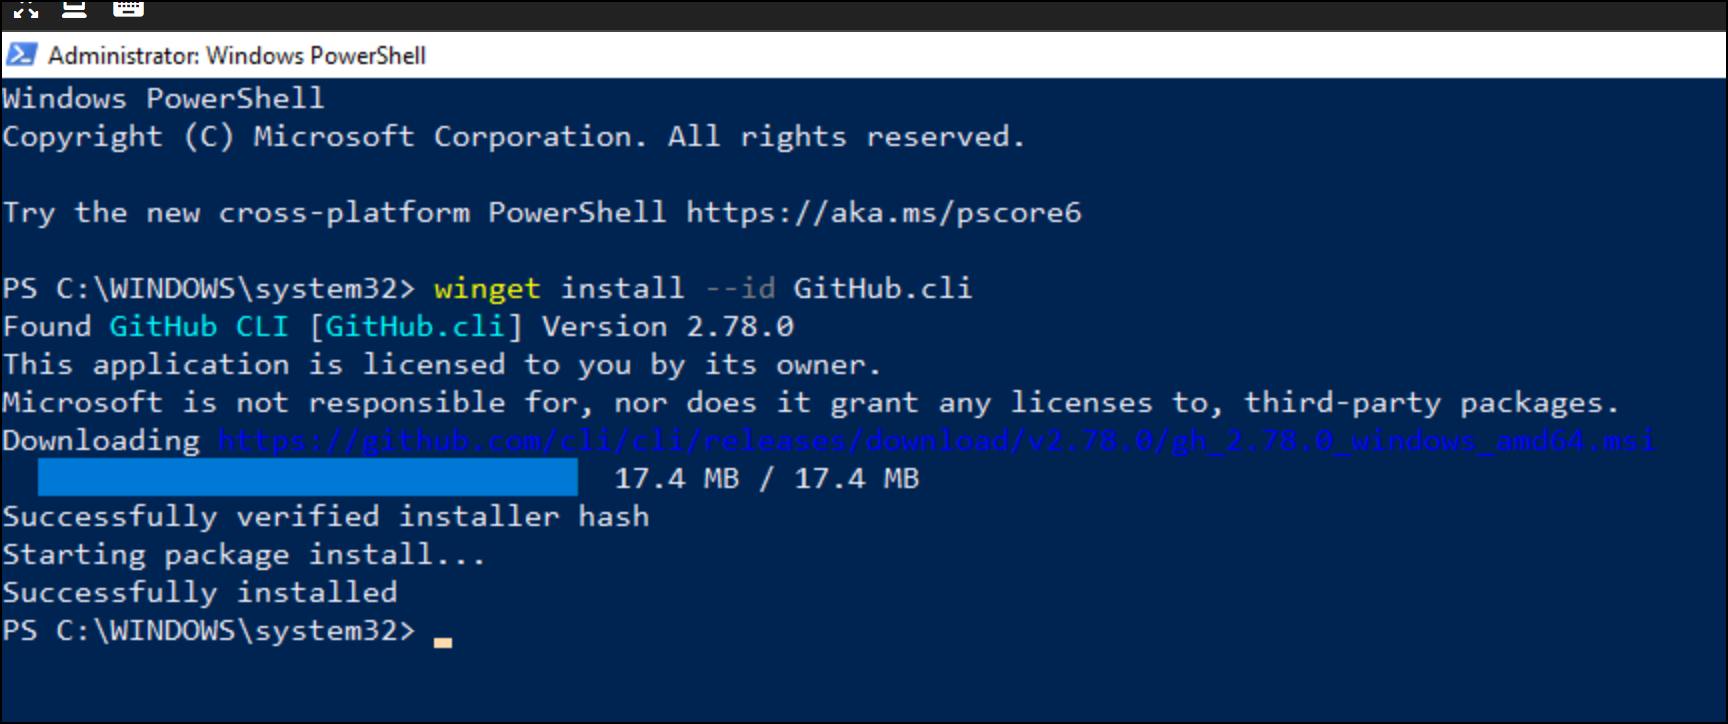 Administrator: Windows PowerShell
Windows PowerShell
Copyright (C) Microsoft Corporation. All rights reserved.
Try the new cross-platform PowerShell https://aka.ms/pscore6
PS C:\WINDOWS\system32> winget install --id GitHub.cli
Found GitHub CLI [GitHub.cli] Version 2.78.0
This application is licensed to you by its owner.
Microsoft is not responsible for, nor does it grant any licenses to, third-party packages.
Downloading https://github.com/cli/cli/releases/download/v2.78.0/gh_2.78.0_windows_amd64.msi
17.4 MB / 17.4 MB
Successfully verified installer hash
Starting package install...
Successfully installed
PS C:\WINDOWS\system32>